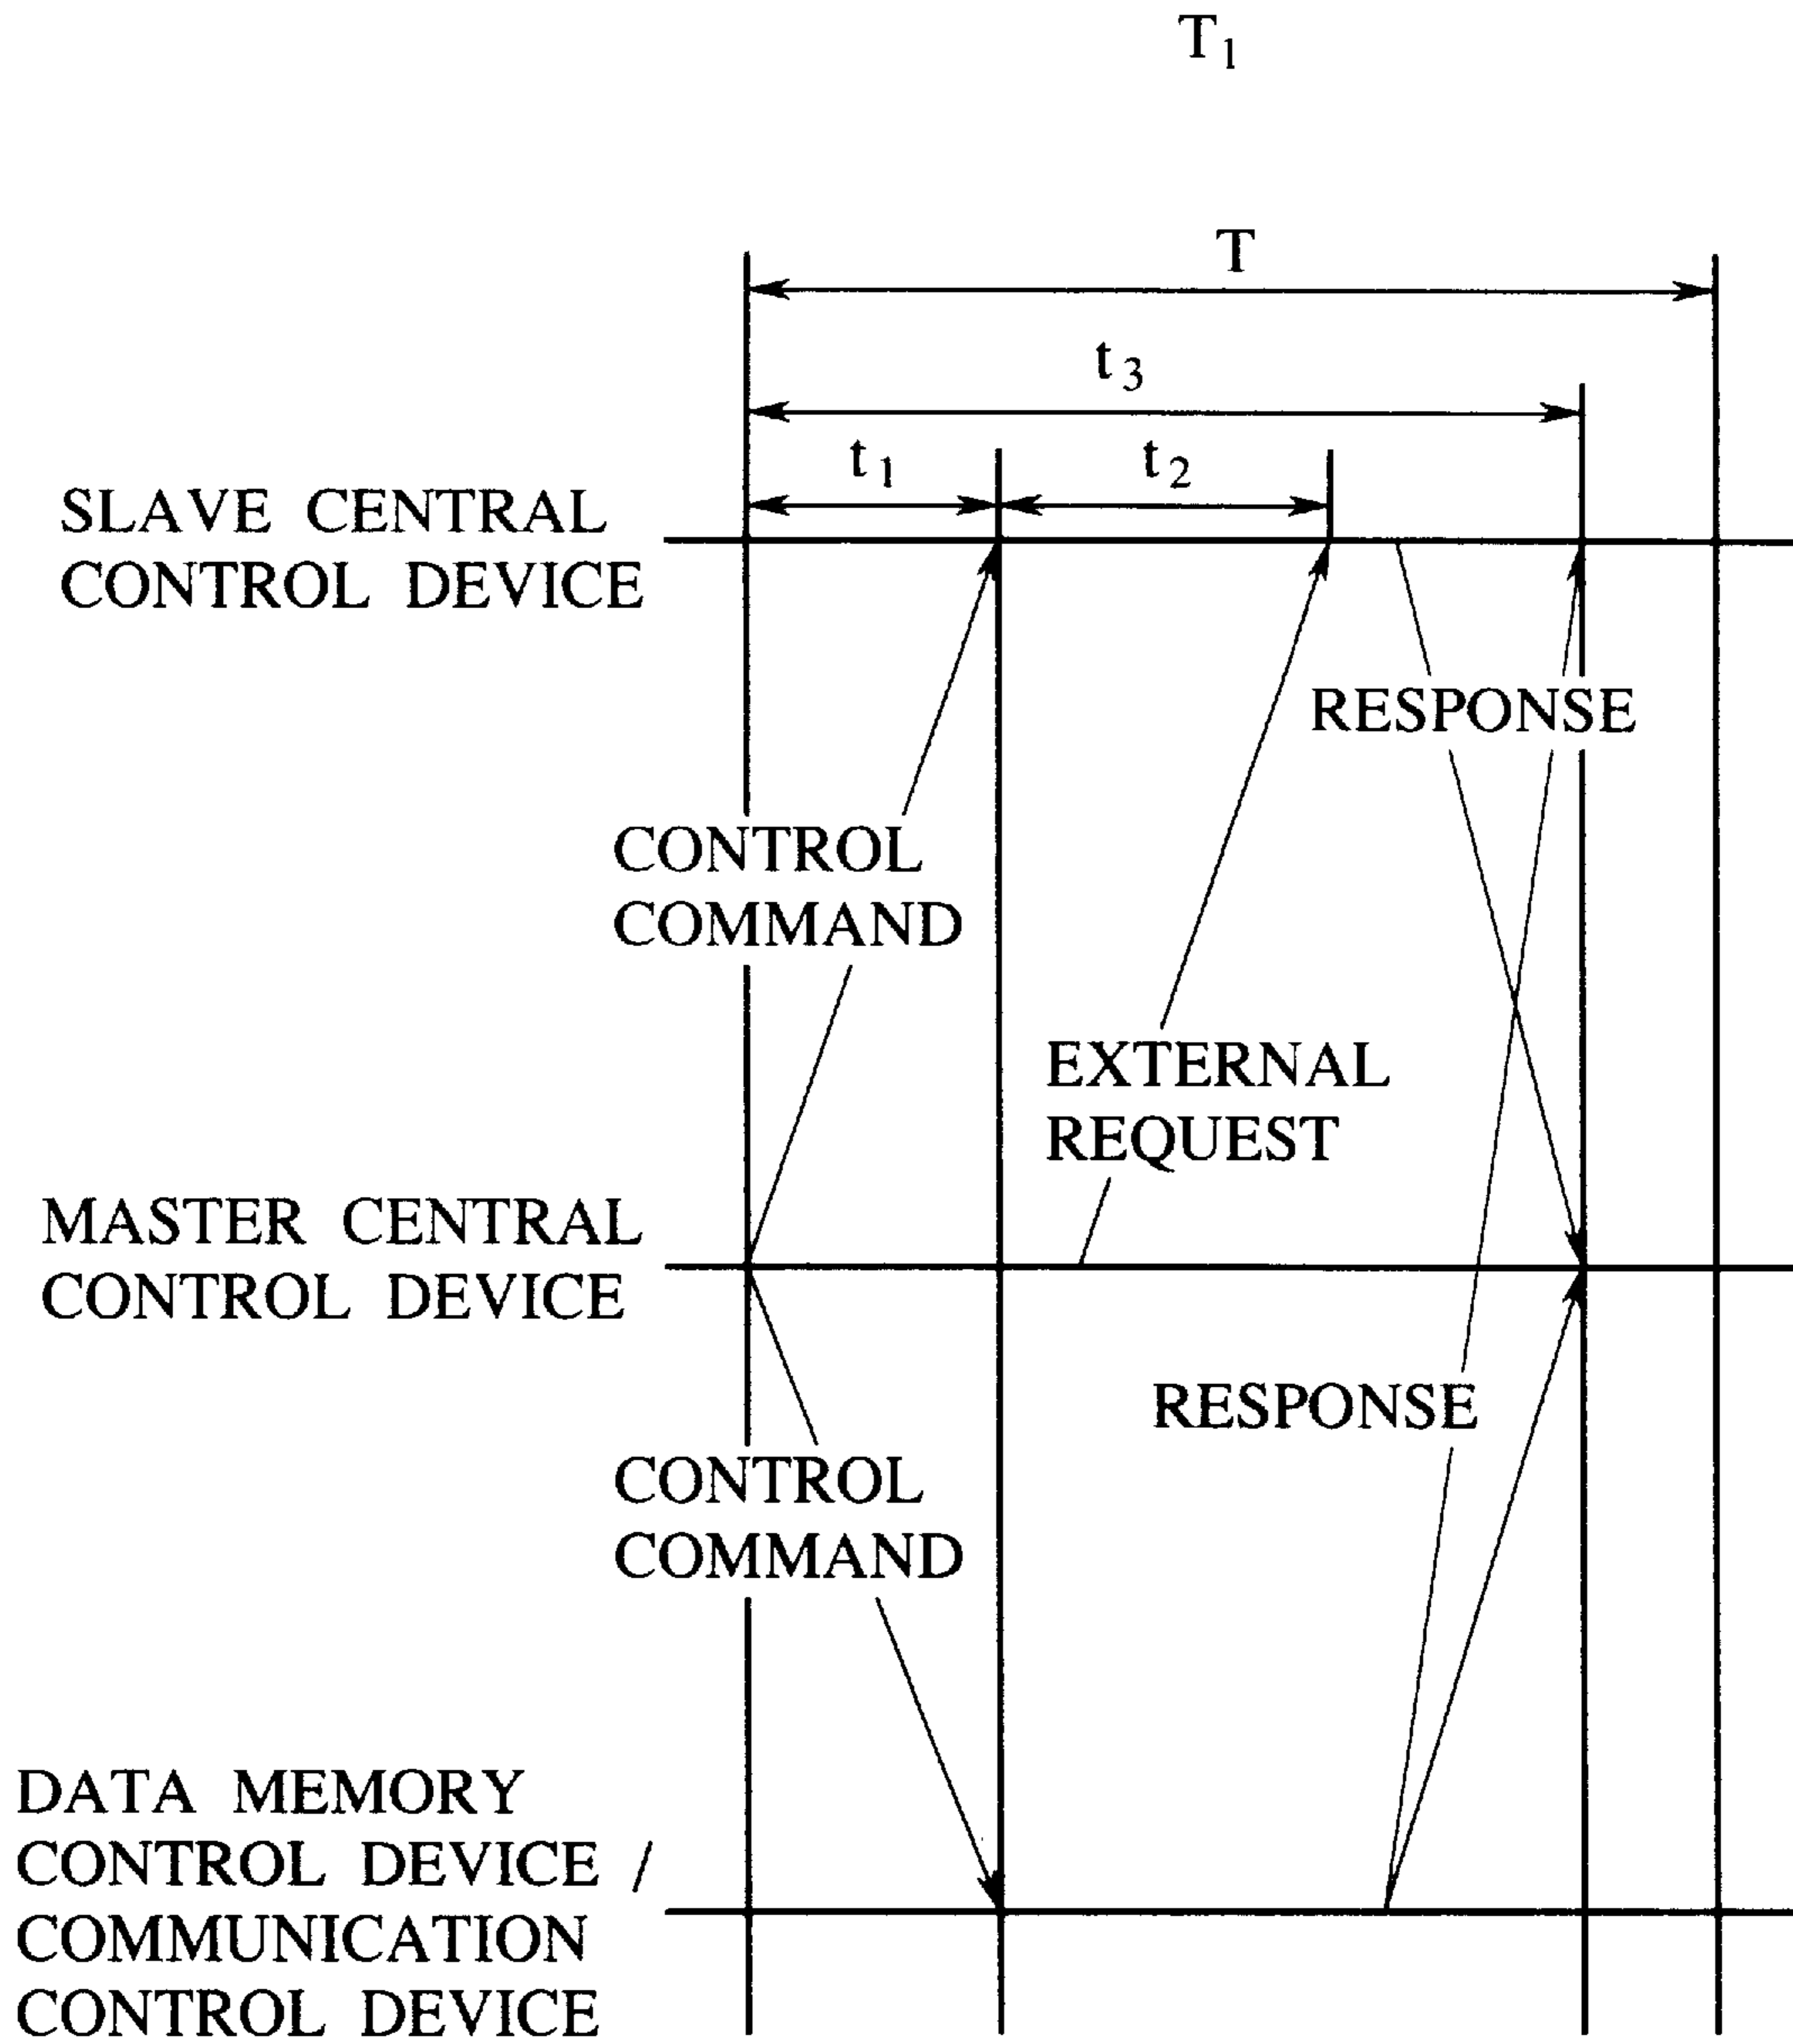 T1
T
t3
t1
t2
SLAVE CENTRAL
CONTROL DEVICE
RESPONSE
CONTROL
COMMAND
EXTERNAL
REQUEST
MASTER CENTRAL
CONTROL DEVICE
RESPONSE
CONTROL
COMMAND
DATA MEMORY
CONTROL DEVICE /
COMMUNICATION
CONTROL DEVICE